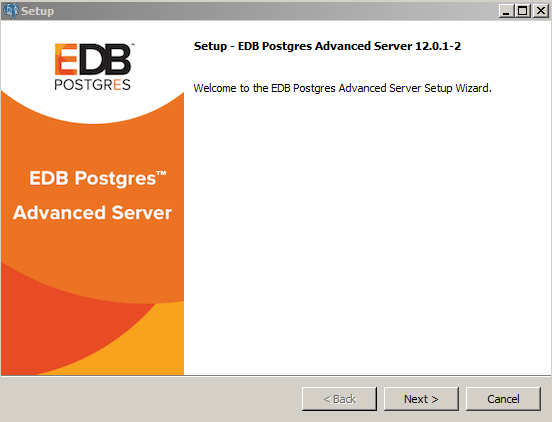 Setup
EDB
POSTGRES
EDB Postgres™
Advanced Server
Setup - EDB Postgres Advanced Server 12.0.1-2
Welcome to the EDB Postgres Advanced Server Setup Wizard.
< Back
Next >
Cancel